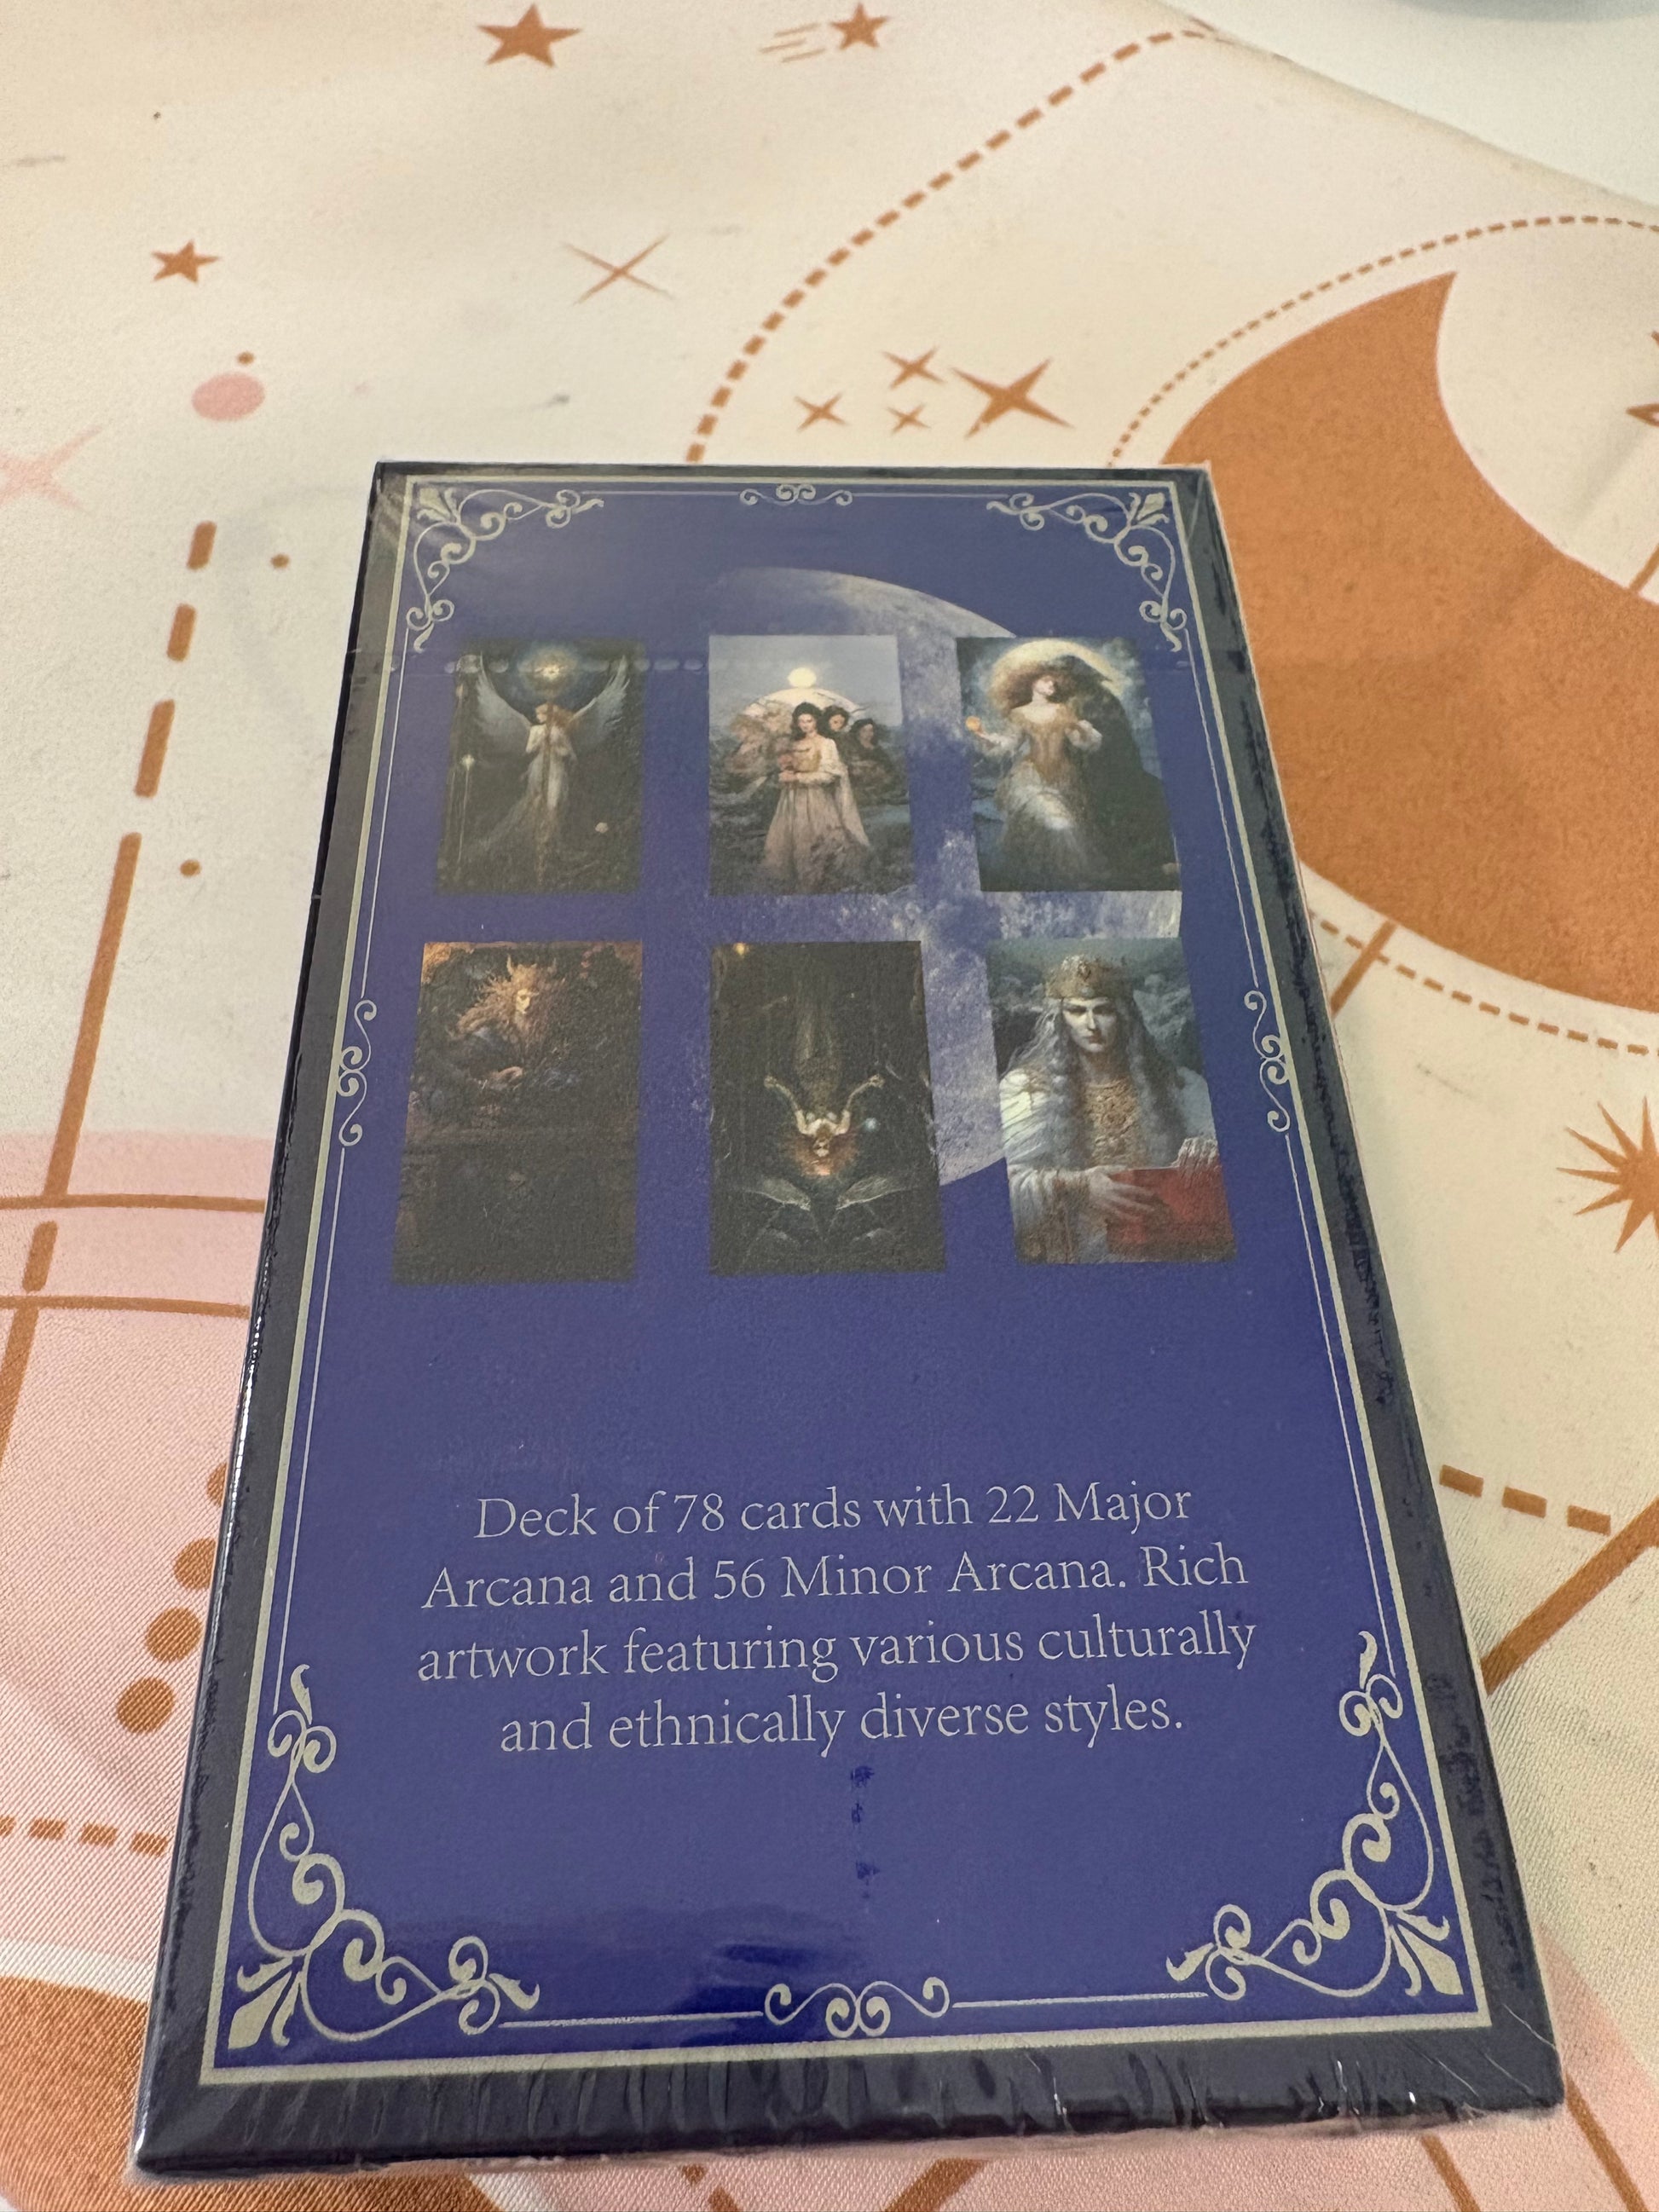 Deck of 78 cards with 22 Major
Arcana and 56 Minor Arcana. Rich
artwork featuring various culturally
and ethnically diverse styles.